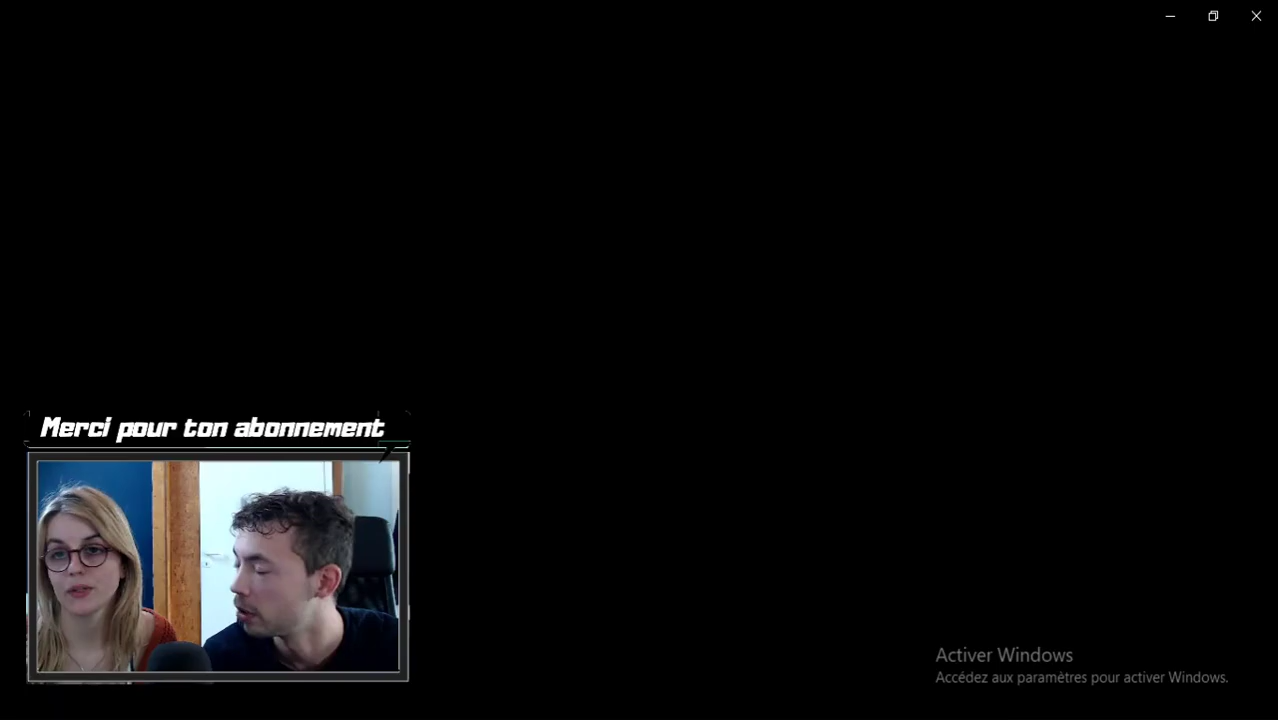 Merci pour ton abonnement
Activer Windows
Accédez aux paramètres pour activer Windows.